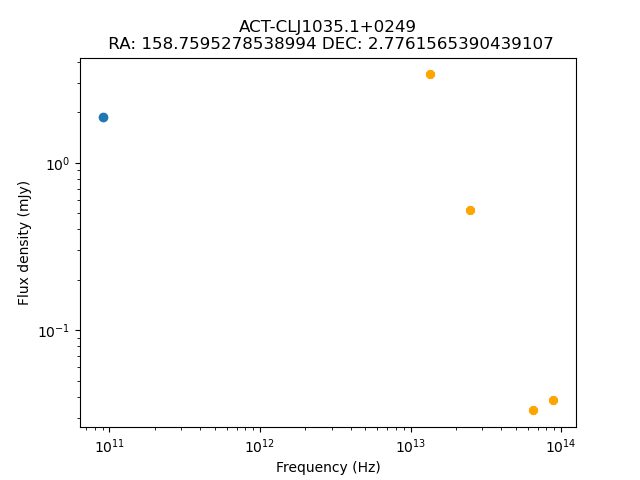 ACT-CLJ1035.1+0249
RA: 158.7595278538994 DEC: 2.7761565390439107
Flux density (mJy)
10⁰
10⁻¹
10¹¹ 10¹² 10¹³ 10¹⁴
Frequency (Hz)